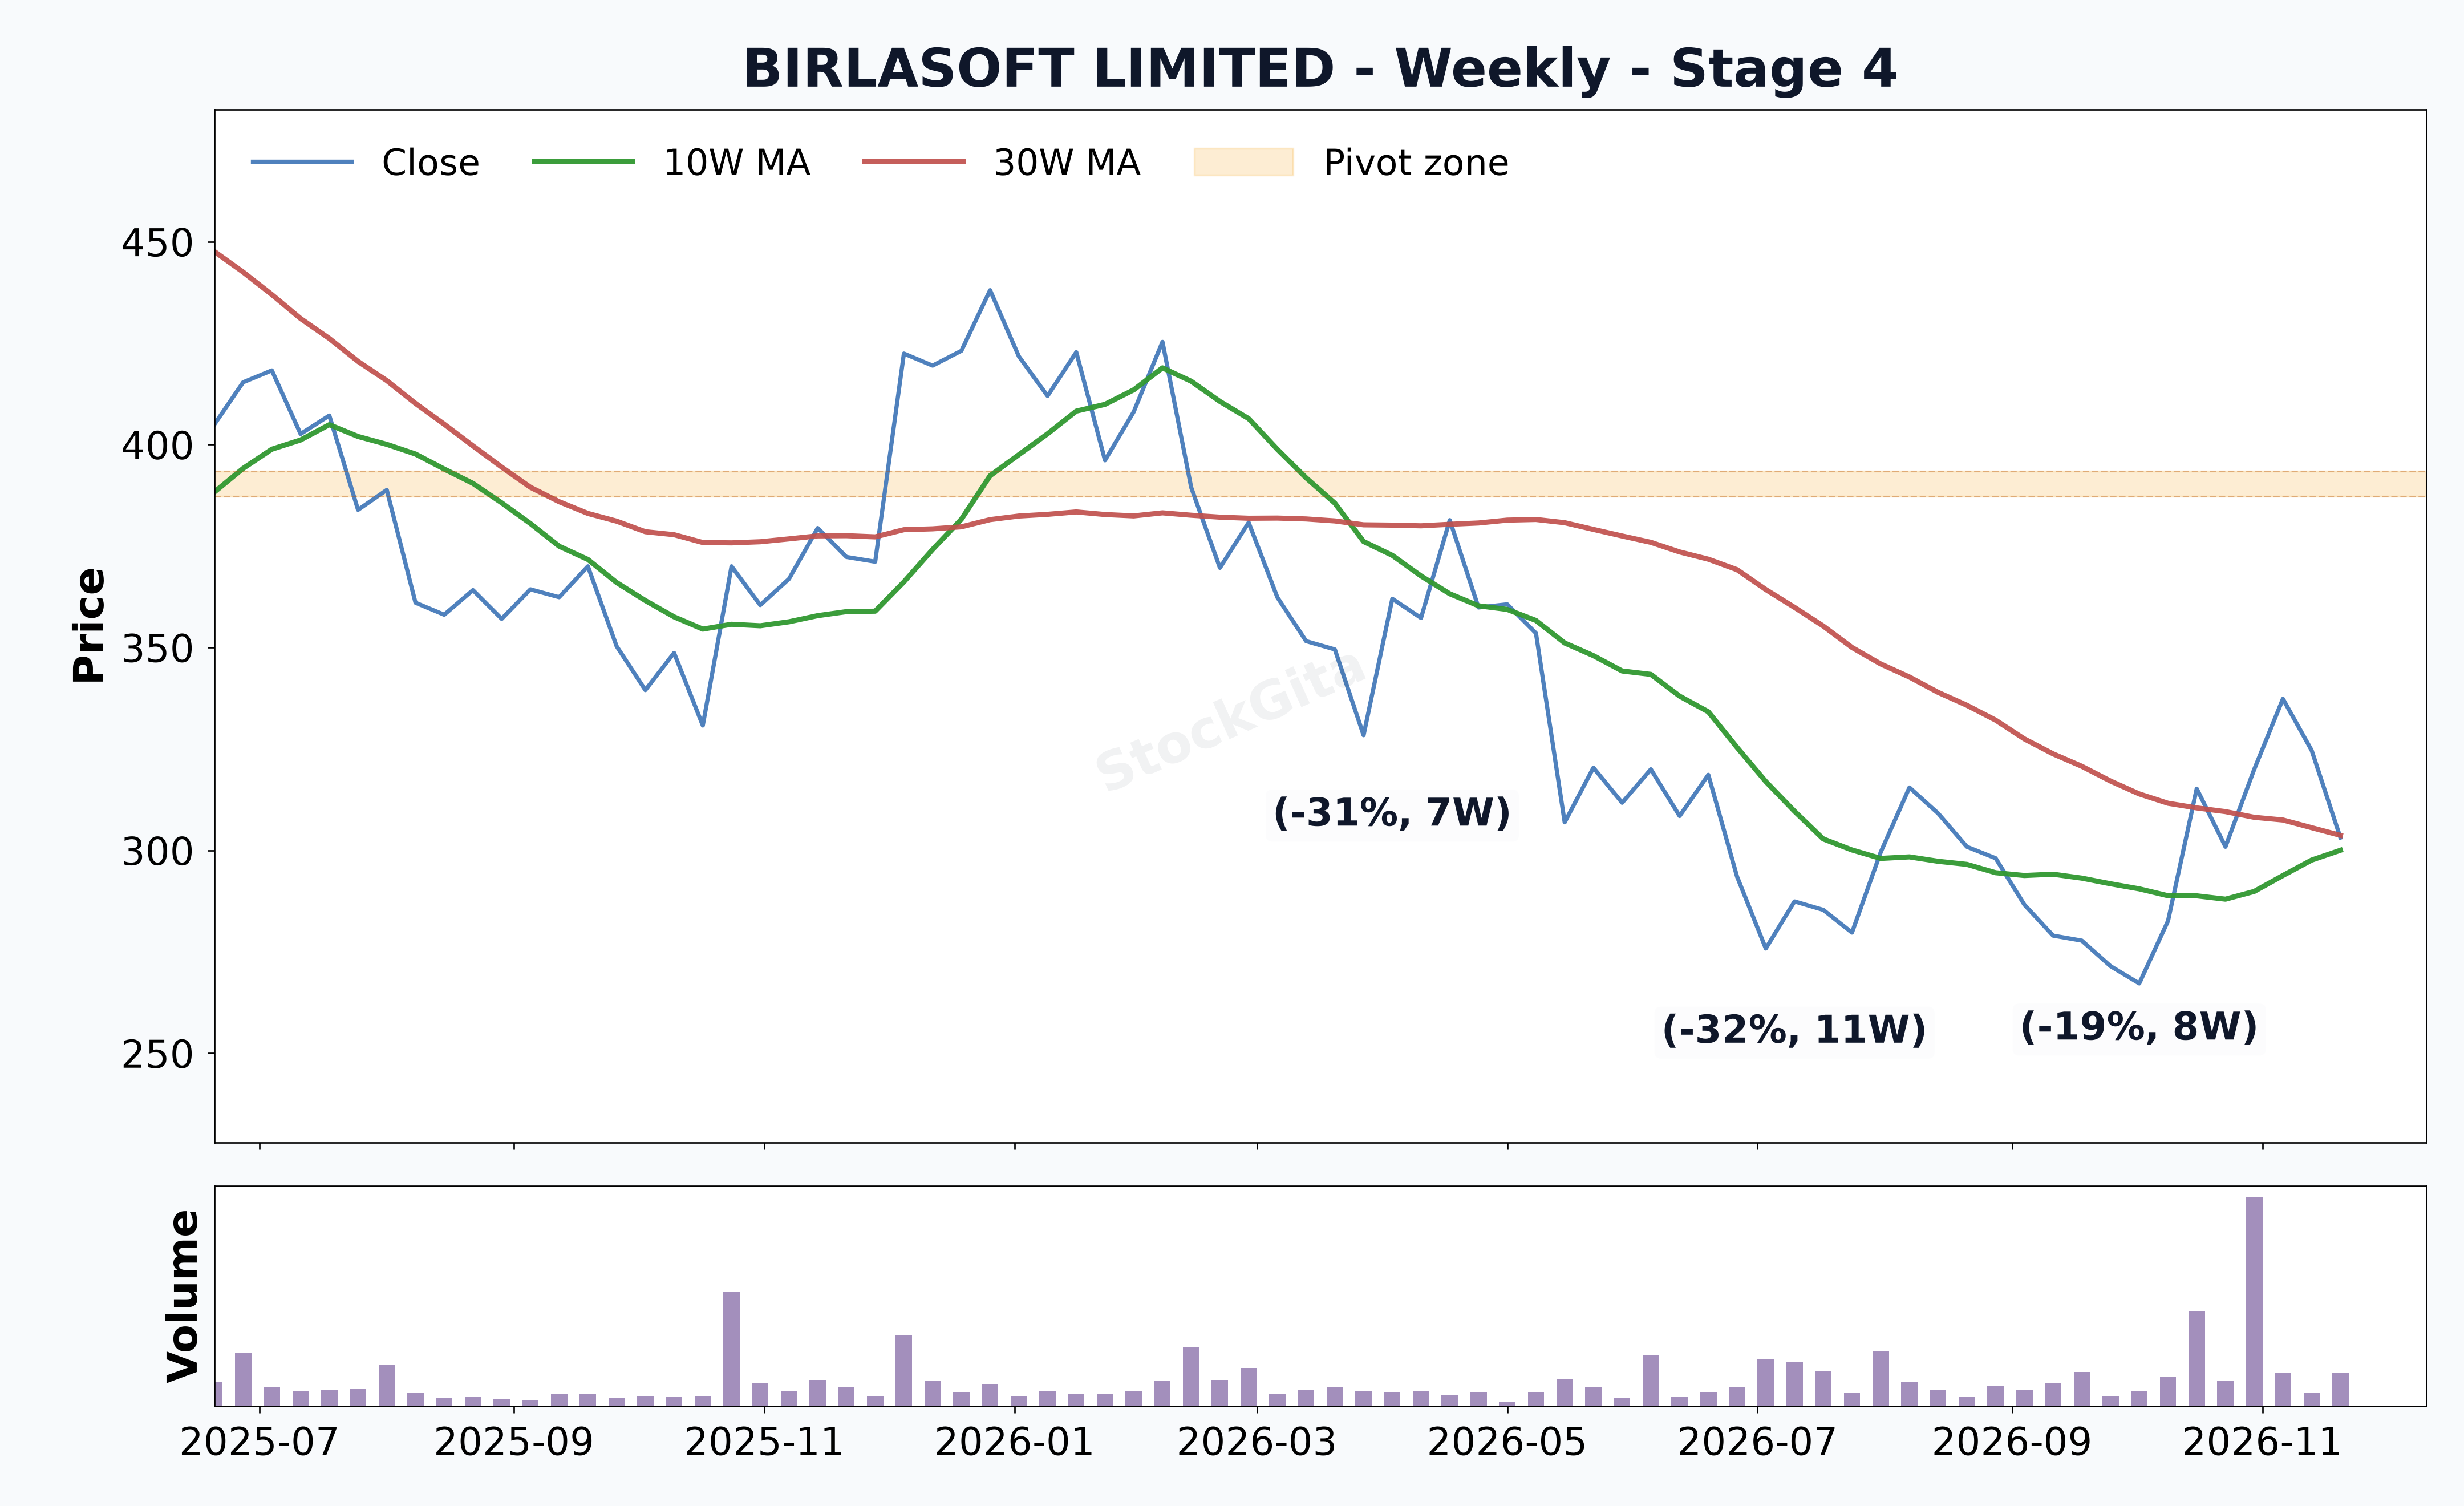 BIRLASOFT LIMITED - Weekly - Stage 4
Close 10W MA 30W MA Pivot zone
450
400
350
300
250
Price
StockGita
(-31%, 7W)
(-32%, 11W)
(-19%, 8W)
Volume
2025-07 2025-09 2025-11 2026-01 2026-03 2026-05 2026-07 2026-09 2026-11